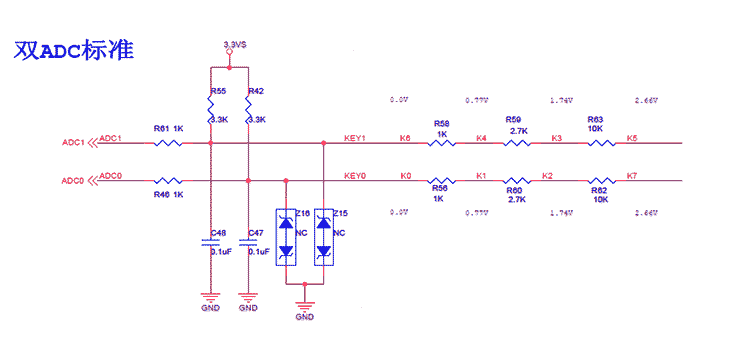 双ADC标准
3.3VS
R55 R42
3.3K 3.3K
0.0V 0.77V 1.74V 2.66V
R61 1K
R58 R59 R63
1K 2.7K 10K
ADC1 ADC1 KEY1 K6 K4 K3 K5
ADC0 ADC0 KEY0 K0 K1 K2 K7
R46 1K
R56 R60 R62
1K 2.7K 10K
Z16 Z15
0.0V 0.77V 1.74V 2.66V
C48 C47 NC NC
0.1uF 0.1uF
GND GND
GND